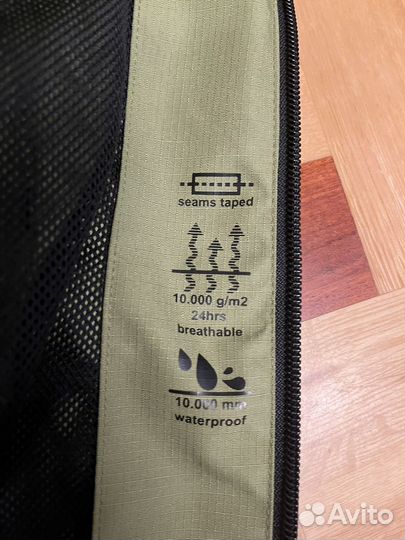 seams taped
10.000 g/m2
24hrs
breathable
10.000 mm
waterproof
Avito